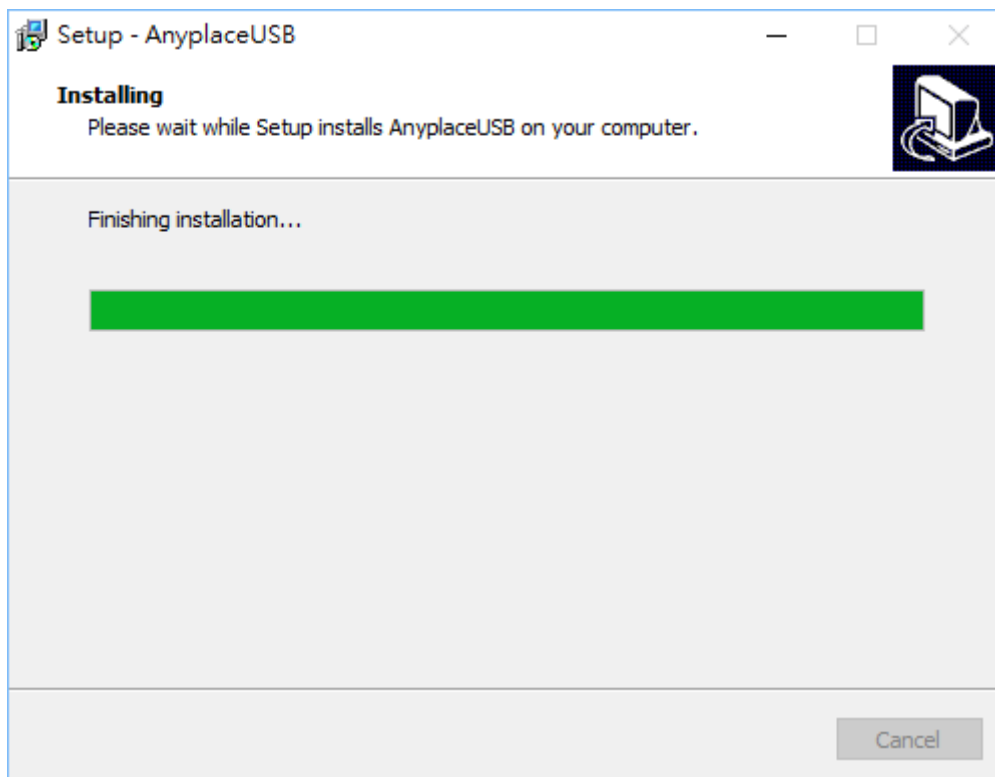 Setup - AnyplaceUSB
Installing
Please wait while Setup installs AnyplaceUSB on your computer.
Finishing installation...
Cancel